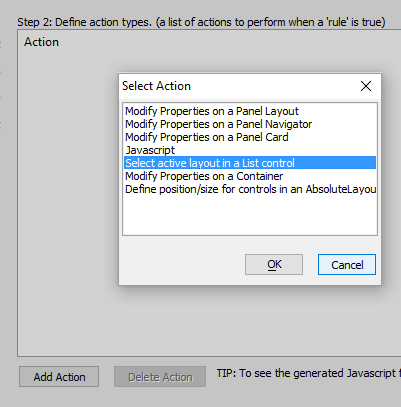 Step 2: Define action types. (a list of actions to perform when a 'rule' is true)
Action
Select Action
Modify Properties on a Panel Layout
Modify Properties on a Panel Navigator
Modify Properties on a Panel Card
Javascript
Select active layout in a List control
Modify Properties on a Container
Define position/size for controls in an AbsoluteLayou
OK
Cancel
Add Action
Delete Action
TIP: To see the generated Javascript f